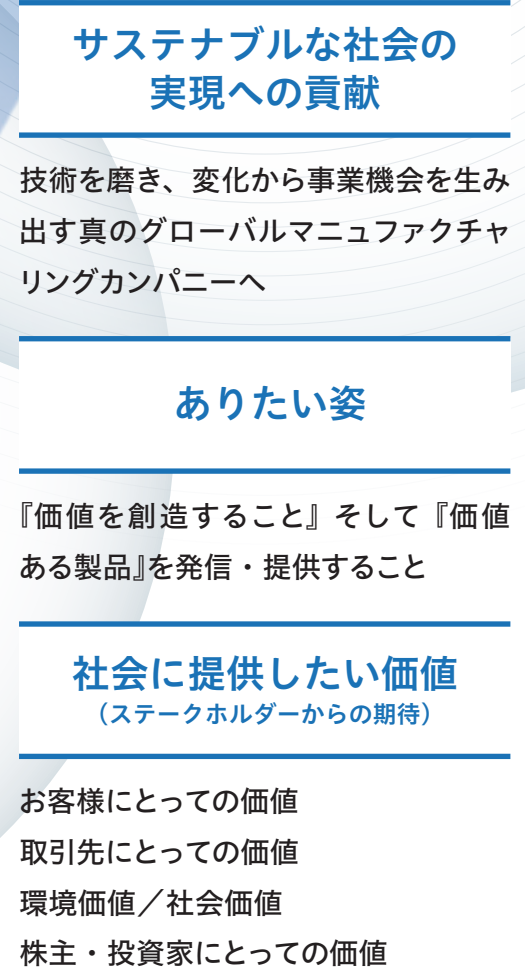 サステナブルな社会の
実現への貢献
技術を磨き、変化から事業機会を生み
出す真のグローバルマニュファクチャ
リングカンパニーへ
ありたい姿
『価値を創造すること』そして『価値
ある製品』を発信・提供すること
社会に提供したい価値
（ステークホルダーからの期待）
お客様にとっての価値
取引先にとっての価値
環境価値／社会価値
株主・投資家にとっての価値